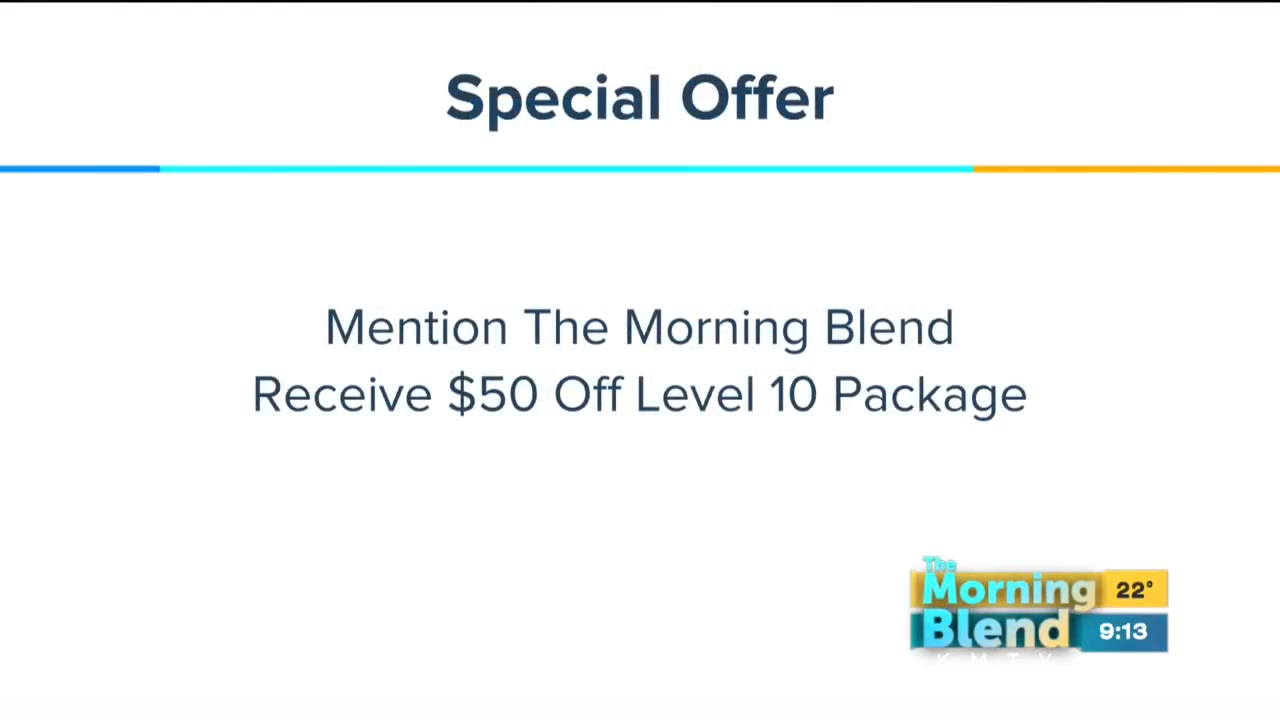 Special Offer
Mention The Morning Blend
Receive $50 Off Level 10 Package
The
Morning
22°
Blend
9:13
K M T V